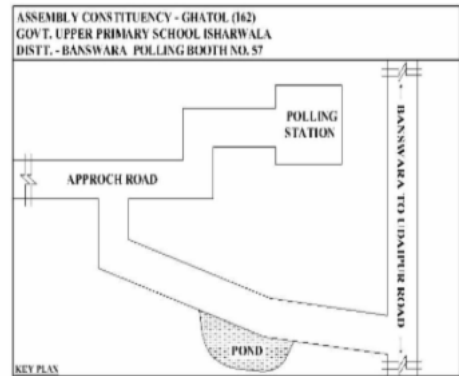 ASSEMBLY CONSTITUENCY - GHATOL (162)
GOVT. UPPER PRIMARY SCHOOL ISHARWALA
DISTT. - BANSWARA POLLING BOOTH NO. 57
POLLING
STATION
APPROCH ROAD
BANSWARA TO UDAIPUR ROAD
POND
KEY PLAN